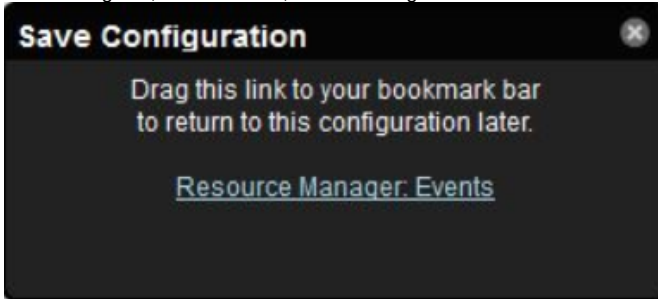 Save Configuration
Drag this link to your bookmark bar
to return to this configuration later.
Resource Manager: Events